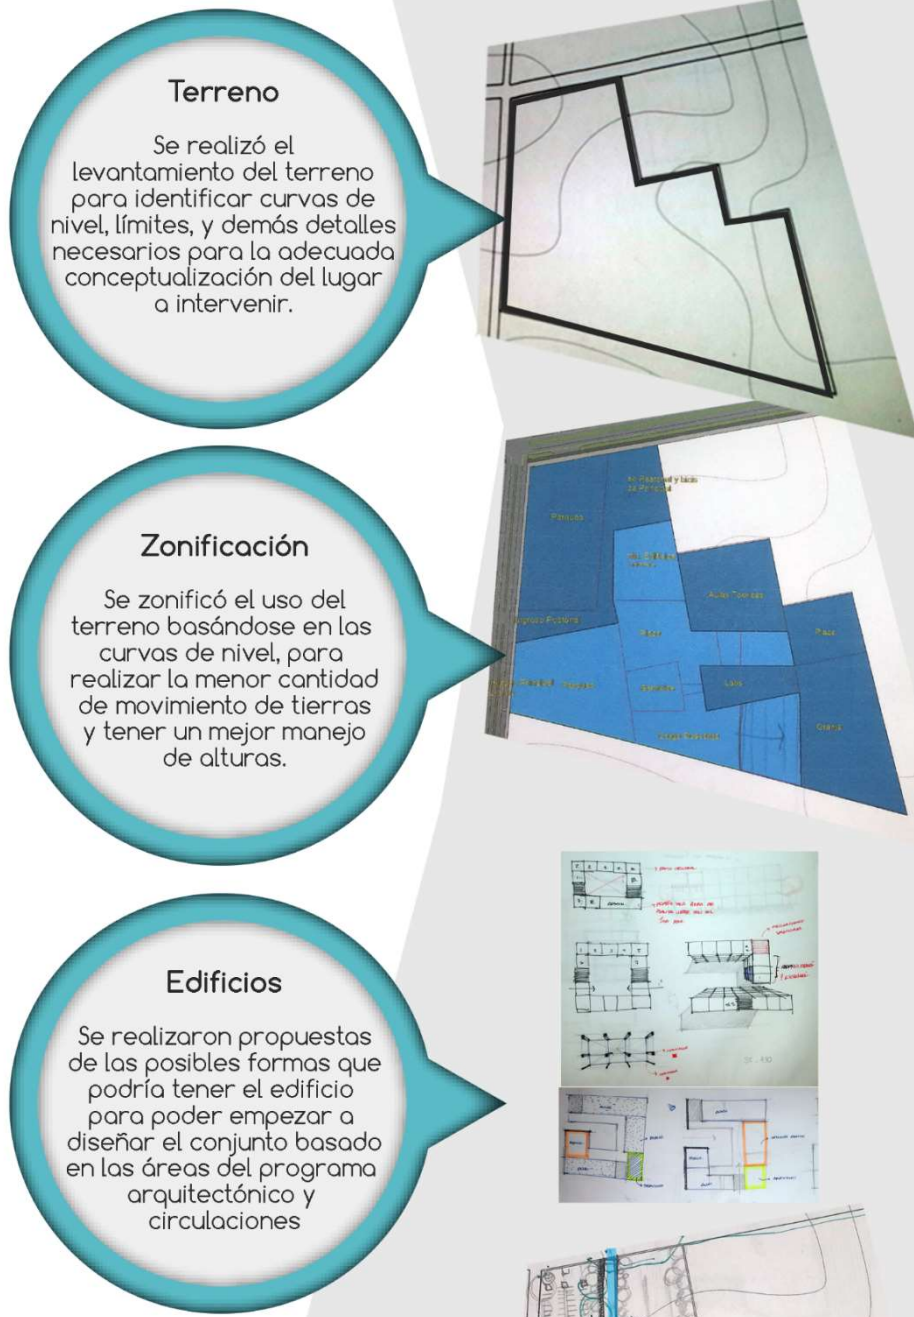 Terreno
Se realizó el
levantamiento del terreno
para identificar curvas de
nivel, límites, y demás detalles
necesarios para la adecuada
conceptualización del lugar
a intervenir.
Zonificación
Se zonificó el uso del
terreno basándose en las
curvas de nivel, para
realizar la menor cantidad
de movimiento de tierras
y tener un mejor manejo
de alturas.
Plaza
Edificios
Se realizaron propuestas
de las posibles formas que
podría tener el edificio
para poder empezar a
diseñar el conjunto basado
en las áreas del programa
arquitectónico y
circulaciones